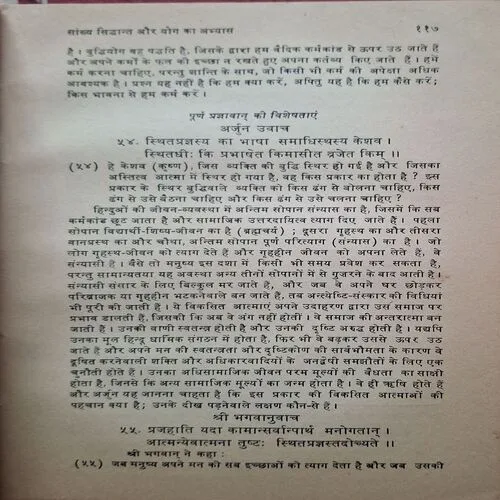 सांख्य सिद्धान्त और योग का अभ्यास ११७
है । बुद्धियोग वह पद्धति है, जिसके द्वारा हम वैदिक कर्मकांड से ऊपर उठ जाते हैं
और अपने कर्मों के फल की इच्छा न रखते हुए अपना कर्तव्य किए जाते हैं । हमें
कर्म करना चाहिए, परन्तु शान्ति के साथ, जो किसी भी कर्म की अपेक्षा अधिक
आवश्यक है । प्रश्न यह नहीं है कि हम क्या करें, अपितु यह है कि हम कैसे करें;
किस भावना से हम कर्म करें ।
पूर्ण प्रज्ञावान् की विशेषताएं
अर्जुन उवाच
५४. स्थितप्रज्ञस्य का भाषा समाधिस्थस्य केशव ।
स्थितधीः किं प्रभाषेत किमासीत व्रजेत किम् ।।
(५४) हे केशव (कृष्ण), जिस व्यक्ति की बुद्धि स्थिर हो गई है और जिसका
अस्तित्व आत्मा में स्थिर हो गया है, वह किस प्रकार का होता है ? इस
प्रकार के स्थिर बुद्धिवाले व्यक्ति को किस ढंग से बोलना चाहिए, किस
ढंग से उसे बैठना चाहिए और किस ढंग से उसे चलना चाहिए ?
हिन्दुओं की जीवन-व्यवस्था में अन्तिम सोपान संन्यास का है, जिसमें कि सब
कर्मकांड छूट जाता है और सामाजिक उत्तरदायित्व त्याग दिए जाते हैं । पहला
सोपान विद्यार्थी-शिष्य-जीवन का है (ब्रह्मचर्य) ; दूसरा गृहस्थ का और तीसरा
वानप्रस्थ का और चौथा, अन्तिम सोपान पूर्ण परित्याग (संन्यास) का है । जो
लोग गृहस्थ-जीवन को त्याग देते हैं और गृहहीन जीवन को अपना लेते हैं, वे
संन्यासी हैं । वैसे तो मनुष्य इस दशा में किसी भी समय प्रवेश कर सकता है,
परन्तु सामान्यतया यह अवस्था अन्य तीनों सोपानों में से गुजरने के बाद आती है ।
संन्यासी संसार के लिए बिल्कुल मर जाते हैं, और जब वे अपने घर छोड़कर
परिव्राजक या गृहहीन भटकनेवाले बन जाते हैं, तब अन्त्येष्टि-संस्कार की विधियां
भी पूरी की जाती हैं । ये विकसित आत्माएं अपने उदाहरण द्वारा उस समाज पर
प्रभाव डालती हैं, जिसकी कि अब वे अंग नहीं होतीं । वे समाज की अन्तरात्मा बन
जाती हैं । उनकी वाणी स्वतन्त्र होती है और उनकी दृष्टि अबद्ध होती है । यद्यपि
उनका मूल हिन्दू धार्मिक संगठन में होता है, फिर भी वे बढ़कर उससे ऊपर उठ
जाते हैं और अपने मन की स्वतन्त्रता और दृष्टिकोण की सार्वभौमता के कारण वे
दूषित करनेवाली शक्ति और अधिकारवादियों के जनद्वेषी समझौतों के लिए एक
चुनौती होते हैं । उनका अधिसामाजिक जीवन परम मूल्यों की वैधता का साक्षी
होता है, जिनसे कि अन्य सामाजिक मूल्यों का जन्म होता है । वे ही ऋषि होते हैं
और अर्जुन यह जानना चाहता है कि इस प्रकार की विकसित आत्माओं की
पहचान क्या है; उनके दीख पड़नेवाले लक्षण कौन-से हैं ।
श्री भगवानुवाच
५५. प्रजहाति यदा कामान्सर्वान्पार्थ मनोगतान् ।
आत्मन्येवात्मना तुष्टः स्थितप्रज्ञस्तदोच्यते ।।
श्री भगवान् ने कहा :
(५५) जब मनुष्य अपने मन की सब इच्छाओं को त्याग देता है और जब उसकी